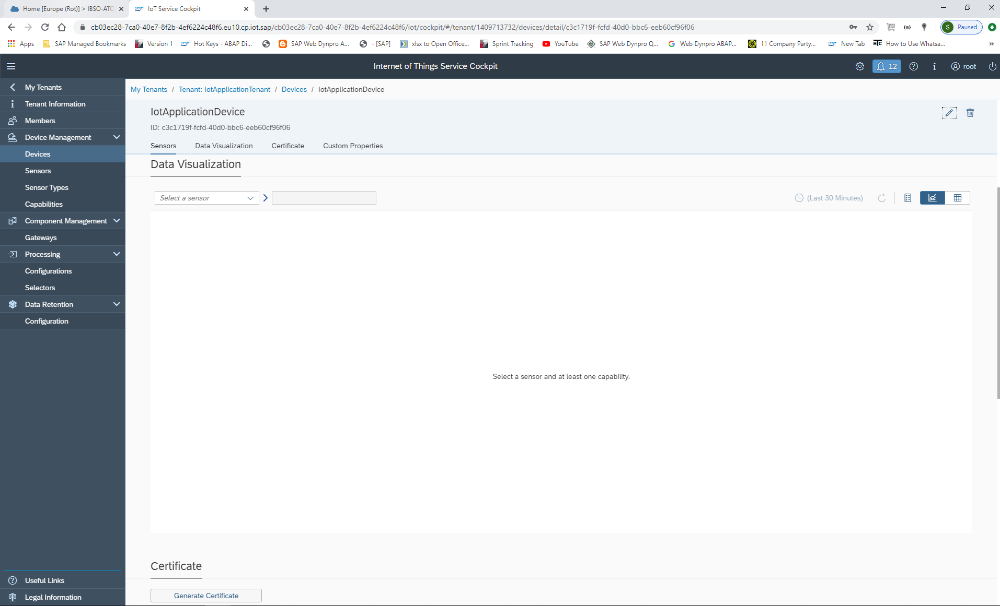 Home [Europe (Rot)] > IBSO-ATC
IoT Service Cockpit
cb03ec28-7ca0-40e7-8f2b-4ef6224c48f6.eu10.cp.iot.sap/cb03ec28-7ca0-40e7-8f2b-4ef6224c48f6/iot/cockpit/#/tenant/1409713732/devices/detail/c3c1719f-fcfd-40d0-bbc6-eeb60cf96f06
S Paused
Apps
SAP Managed Bookmarks
Version 1
Hot Keys - ABAP Di...
SAP Web Dynpro A...
- [SAP]
xlsx to Open Office...
Sprint Tracking
YouTube
SAP Web Dynpro Q...
Web Dynpro ABAP...
11 Company Party...
New Tab
How to Use Whatsa...
»
Internet of Things Service Cockpit
12
root
My Tenants
Tenant Information
Members
Device Management
Devices
Sensors
Sensor Types
Capabilities
Component Management
Gateways
Processing
Configurations
Selectors
Data Retention
Configuration
Useful Links
Legal Information
My Tenants / Tenant: IotApplicationTenant / Devices / IotApplicationDevice
IotApplicationDevice
ID: c3c1719f-fcfd-40d0-bbc6-eeb60cf96f06
Sensors Data Visualization Certificate Custom Properties
Data Visualization
Select a sensor
(Last 30 Minutes)
Select a sensor and at least one capability.
Certificate
Generate Certificate